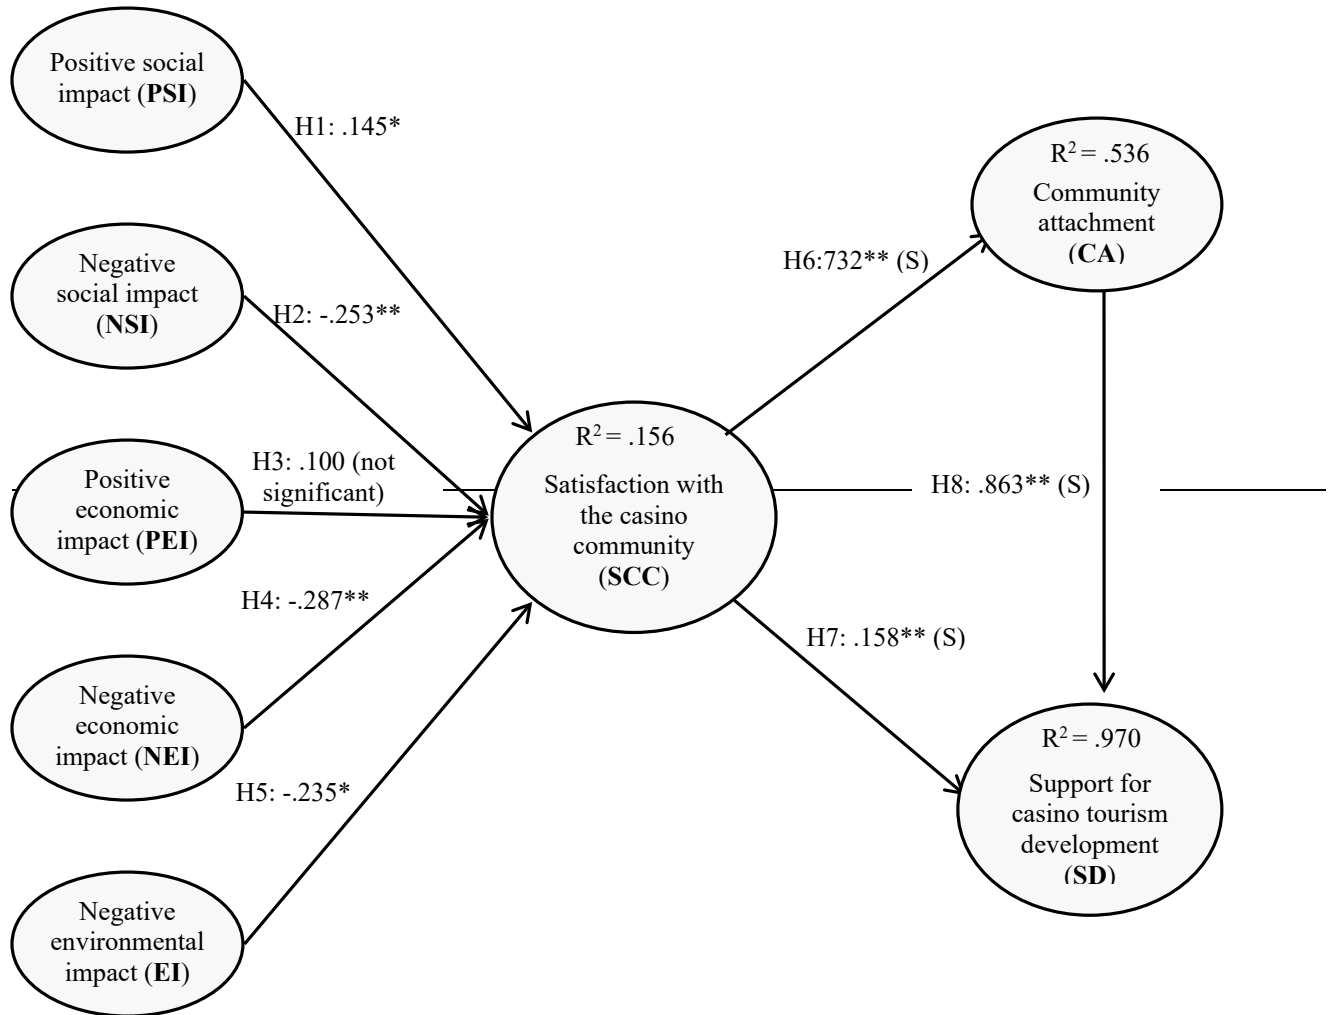 Positive social
impact (PSI)
H1: .145*
Negative
social impact
(NSI)
H2: -.253**
Positive
economic
impact (PEI)
H3: .100 (not
significant)
Negative
economic
impact (NEI)
H4: -.287**
Negative
environmental
impact (EI)
H5: -.235*
R² = .156
Satisfaction with
the casino
community
(SCC)
H6:732** (S)
R² = .536
Community
attachment
(CA)
H8: .863** (S)
H7: .158** (S)
R² = .970
Support for
casino tourism
development
(SD)